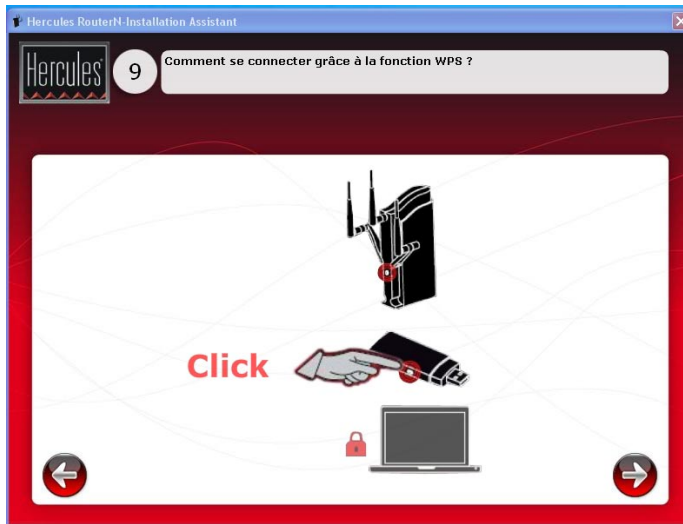 Hercules RouterN-Installation Assistant
Hercules
9
Comment se connecter grâce à la fonction WPS ?
Click